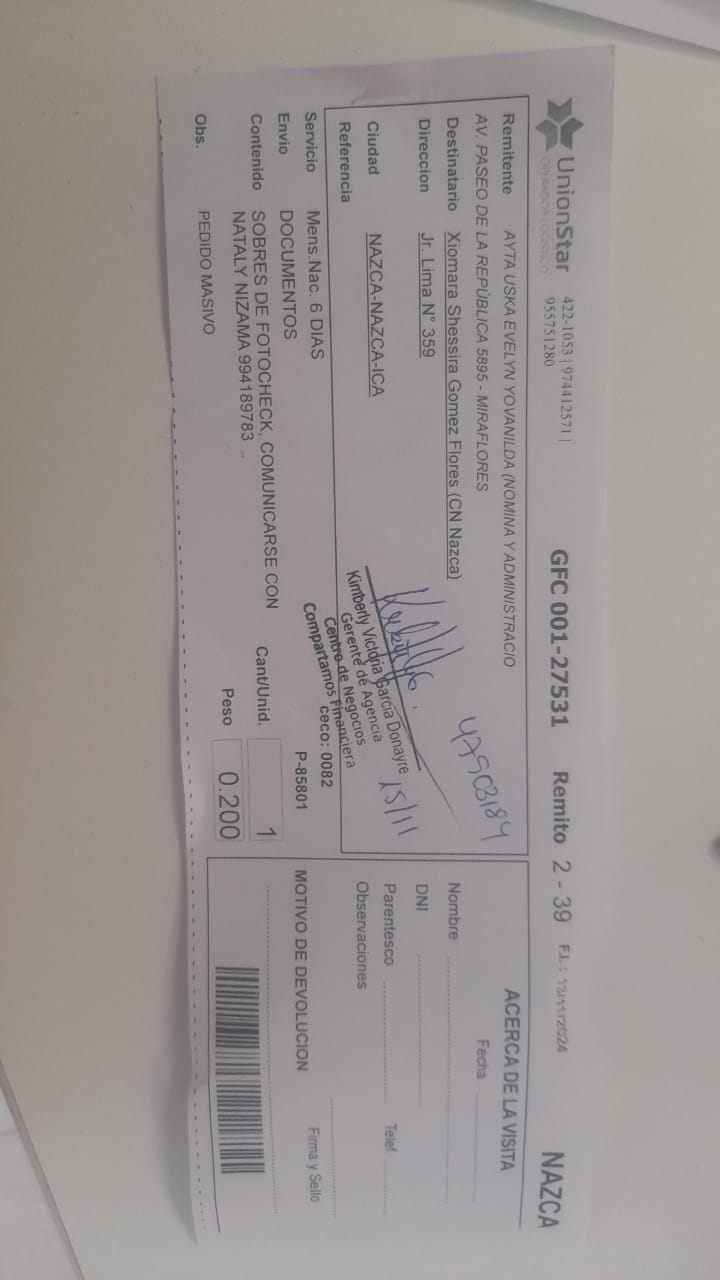 UnionStar
OPERADOR LOGISTICO
422-1053 | 974412571 |
955751280
GFC 001-27531
Remito 2 - 39
F.I. : 13/11/2024
NAZCA
Remitente AYTA USKA EVELYN YOVANILDA (NOMINA Y ADMINISTRACIO
AV. PASEO DE LA REPÚBLICA 5895 - MIRAFLORES
Destinatario Xiomara Shessira Gomez Flores (CN Nazca)
Direccion Jr. Lima N° 359
Ciudad NAZCA-NAZCA-ICA
Referencia
47903184
15/11
Kimberly Victoria Garcia Donayre
Gerente de Agencia
Centro de Negocios
Compartamos Financiera
ceco: 0082
Servicio Mens.Nac. 6 DIAS
P-85801
Envio DOCUMENTOS
Contenido SOBRES DE FOTOCHECK, COMUNICARSE CON
NATALY NIZAMA 994189783 ..
Cant/Unid. 1
Peso 0.200
Obs. PEDIDO MASIVO
ACERCA DE LA VISITA
Fecha
Nombre
DNI
Parentesco
Telef.
Observaciones
Firma y Sello
MOTIVO DE DEVOLUCION